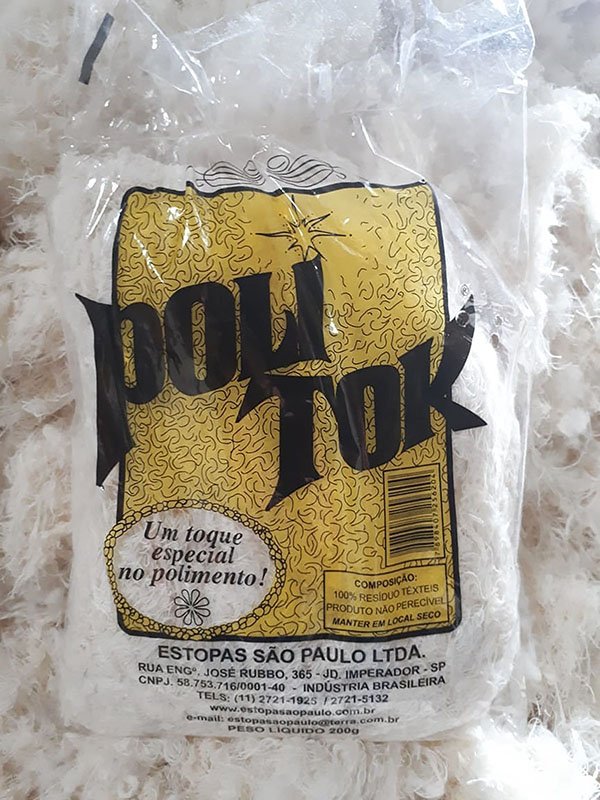 POLI
TOK
®
Um toque
especial
no polimento!
COMPOSIÇÃO:
100% RESÍDUO TÊXTEIS
PRODUTO NÃO PERECÍVEL
MANTER EM LOCAL SECO
ESTOPAS SÃO PAULO LTDA.
RUA ENGº. JOSÉ RUBBO, 365 - JD. IMPERADOR - SP
CNPJ. 58.753.716/0001-40 - INDÚSTRIA BRASILEIRA
TELS: (11) 2721-1925 / 2721-5132
www.estopasaopaulo.com.br
e-mail: estopasaopaulo@terra.com.br
PESO LÍQUIDO 200g